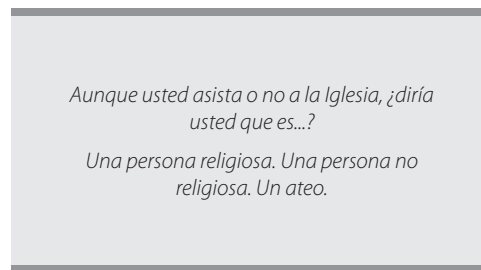 Aunque usted asista o no a la Iglesia, ¿diría
usted que es...?
Una persona religiosa. Una persona no
religiosa. Un ateo.